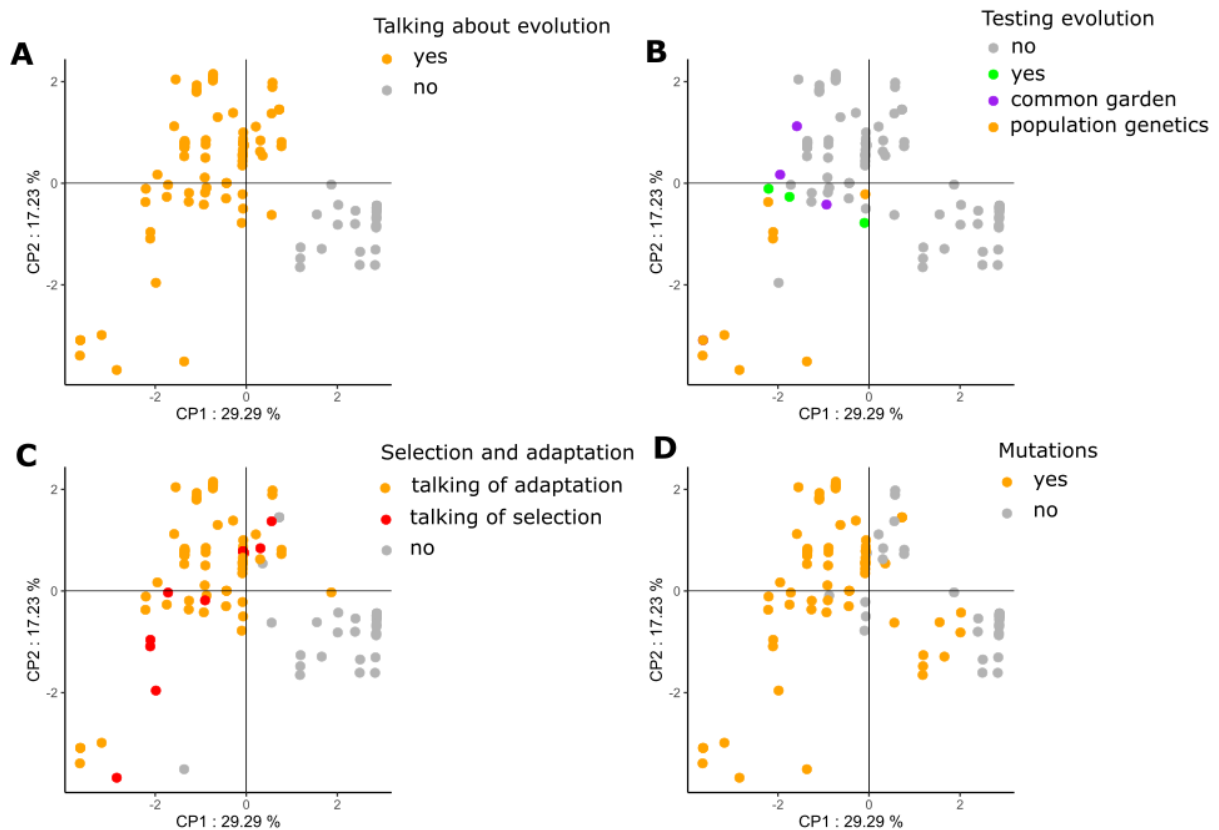 A
Talking about evolution
yes
no
2
0
-2
CP2 : 17.23 %
-2
0
2
CP1 : 29.29 %
B
Testing evolution
no
yes
common garden
population genetics
2
0
-2
CP2 : 17.23 %
-2
0
2
CP1 : 29.29 %
C
Selection and adaptation
talking of adaptation
talking of selection
no
2
0
-2
CP2 : 17.23 %
-2
0
2
CP1 : 29.29 %
D
Mutations
yes
no
2
0
-2
CP2 : 17.23 %
-2
0
2
CP1 : 29.29 %